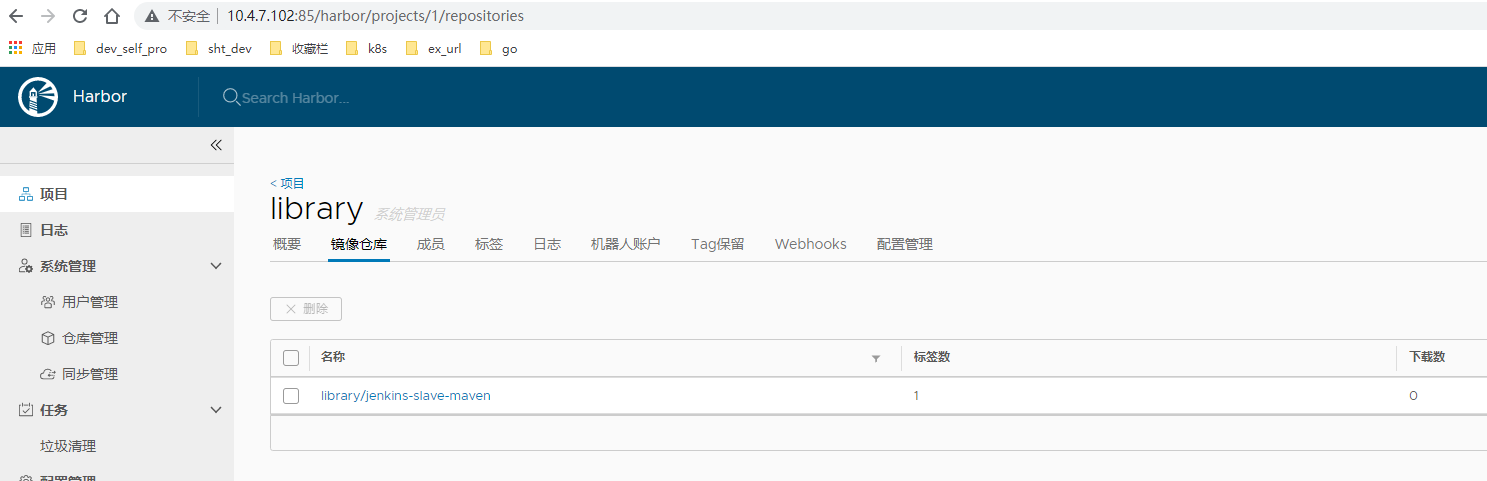 不安全 10.4.7.102:85/harbor/projects/1/repositories
应用 dev_self_pro sht_dev 收藏栏 k8s ex_url go
Harbor Search Harbor...
项目
日志
系统管理
用户管理
仓库管理
同步管理
任务
垃圾清理
配置管理
< 项目
library 系统管理员
概要 镜像仓库 成员 标签 日志 机器人账户 Tag保留 Webhooks 配置管理
删除
名称 标签数 下载数
library/jenkins-slave-maven 1 0